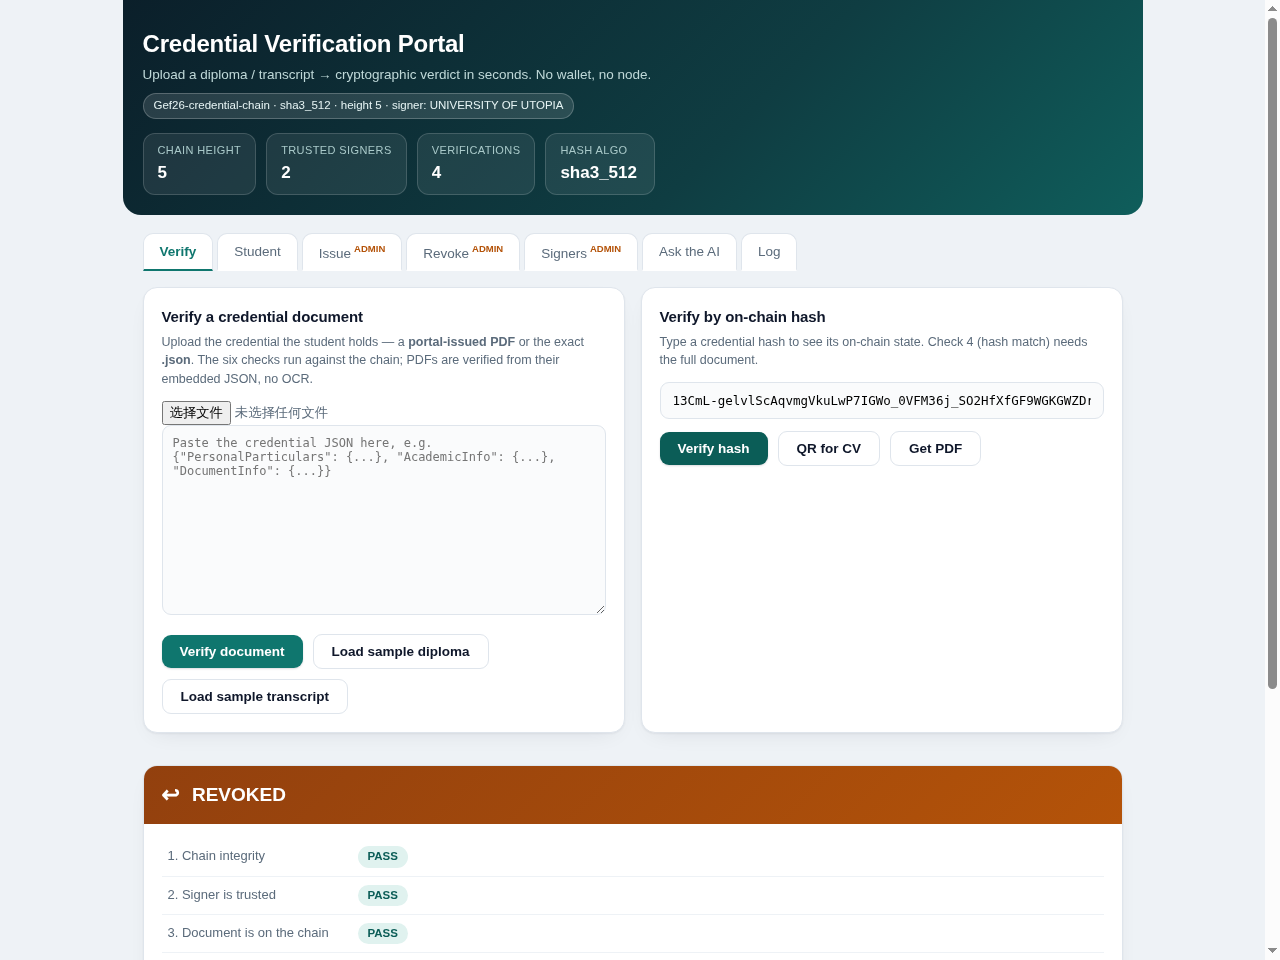 Credential Verification Portal
Upload a diploma / transcript → cryptographic verdict in seconds. No wallet, no node.
Gef26-credential-chain · sha3_512 · height 5 · signer: UNIVERSITY OF UTOPIA
CHAIN HEIGHT
5
TRUSTED SIGNERS
2
VERIFICATIONS
4
HASH ALGO
sha3_512
Verify
Student
Issue ADMIN
Revoke ADMIN
Signers ADMIN
Ask the AI
Log
Verify a credential document
Upload the credential the student holds — a portal-issued PDF or the exact
.json. The six checks run against the chain; PDFs are verified from their
embedded JSON, no OCR.
选择文件 未选择任何文件
Paste the credential JSON here, e.g.
{"PersonalParticulars": {...}, "AcademicInfo": {...},
"DocumentInfo": {...}}
Verify document
Load sample diploma
Load sample transcript
Verify by on-chain hash
Type a credential hash to see its on-chain state. Check 4 (hash match) needs
the full document.
13CmL-gelvlScAqvmgVkuLwP7IGWo_0VFM36j_SO2HfXfGF9WGKGWZDr
Verify hash
QR for CV
Get PDF
↩ REVOKED
1. Chain integrity
PASS
2. Signer is trusted
PASS
3. Document is on the chain
PASS